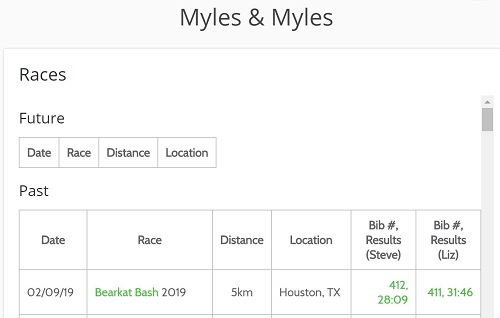 Myles & Myles
Races
Future
Date Race Distance Location
Past
Date Race Distance Location Bib #, Results (Steve) Bib #, Results (Liz)
02/09/19 Bearkat Bash 2019 5km Houston, TX 412, 28:09 411, 31:46